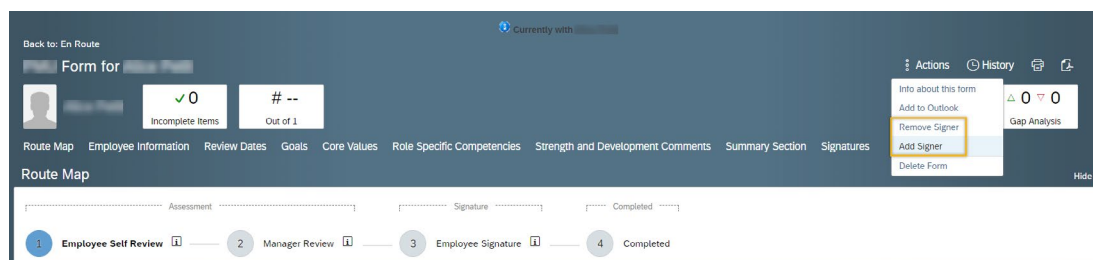 Currently with
Back to: En Route
Form for
Actions History
Info about this form
Add to Outlook
Remove Signer
Add Signer
Delete Form
0
Incomplete Items
# --
Out of 1
0 0
Gap Analysis
Route Map Employee Information Review Dates Goals Core Values Role Specific Competencies Strength and Development Comments Summary Section Signatures
Route Map
Hide
Assessment Signature Completed
1 Employee Self Review 2 Manager Review 3 Employee Signature 4 Completed